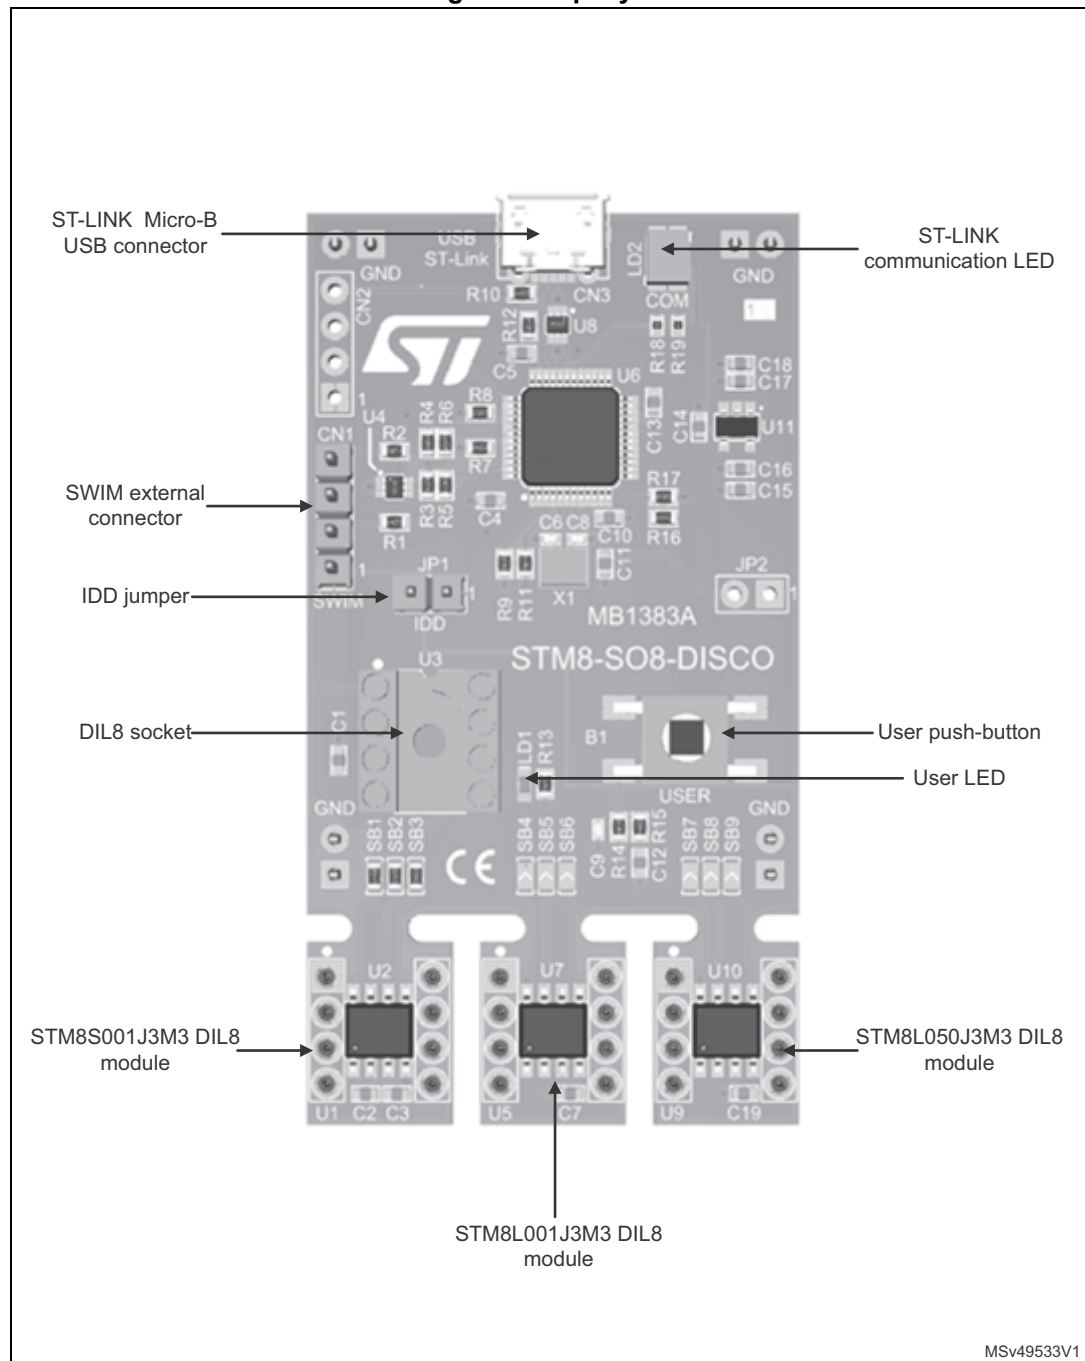 ST-LINK Micro-B
USB connector
ST-LINK
communication LED
USB
ST-Link
LD2
GND
GND
CN2
R10
CN3
COM
R12
U8
R18
R19
C5
U6
C18
C17
1
U4
R8
R4
R6
C13
C14
U11
CN1
R2
R7
C16
C15
SWIM external
connector
R3
R5
C4
R17
R1
C6
C8
C10
R16
JP1
C11
JP2
IDD jumper
1
1
1
SWIM
R9
R11
X1
IDD
MB1383A
U3
STM8-SO8-DISCO
C1
DIL8 socket
B1
User push-button
LD1
R13
User LED
USER
GND
GND
SB1
SB2
SB3
SB4
SB5
SB6
C9
R14
R15
C12
SB7
SB8
SB9
CE
U2
U7
U10
STM8S001J3M3 DIL8
module
STM8L050J3M3 DIL8
module
U1
C2
C3
U5
C7
U9
C19
STM8L001J3M3 DIL8
module
MSv49533V1